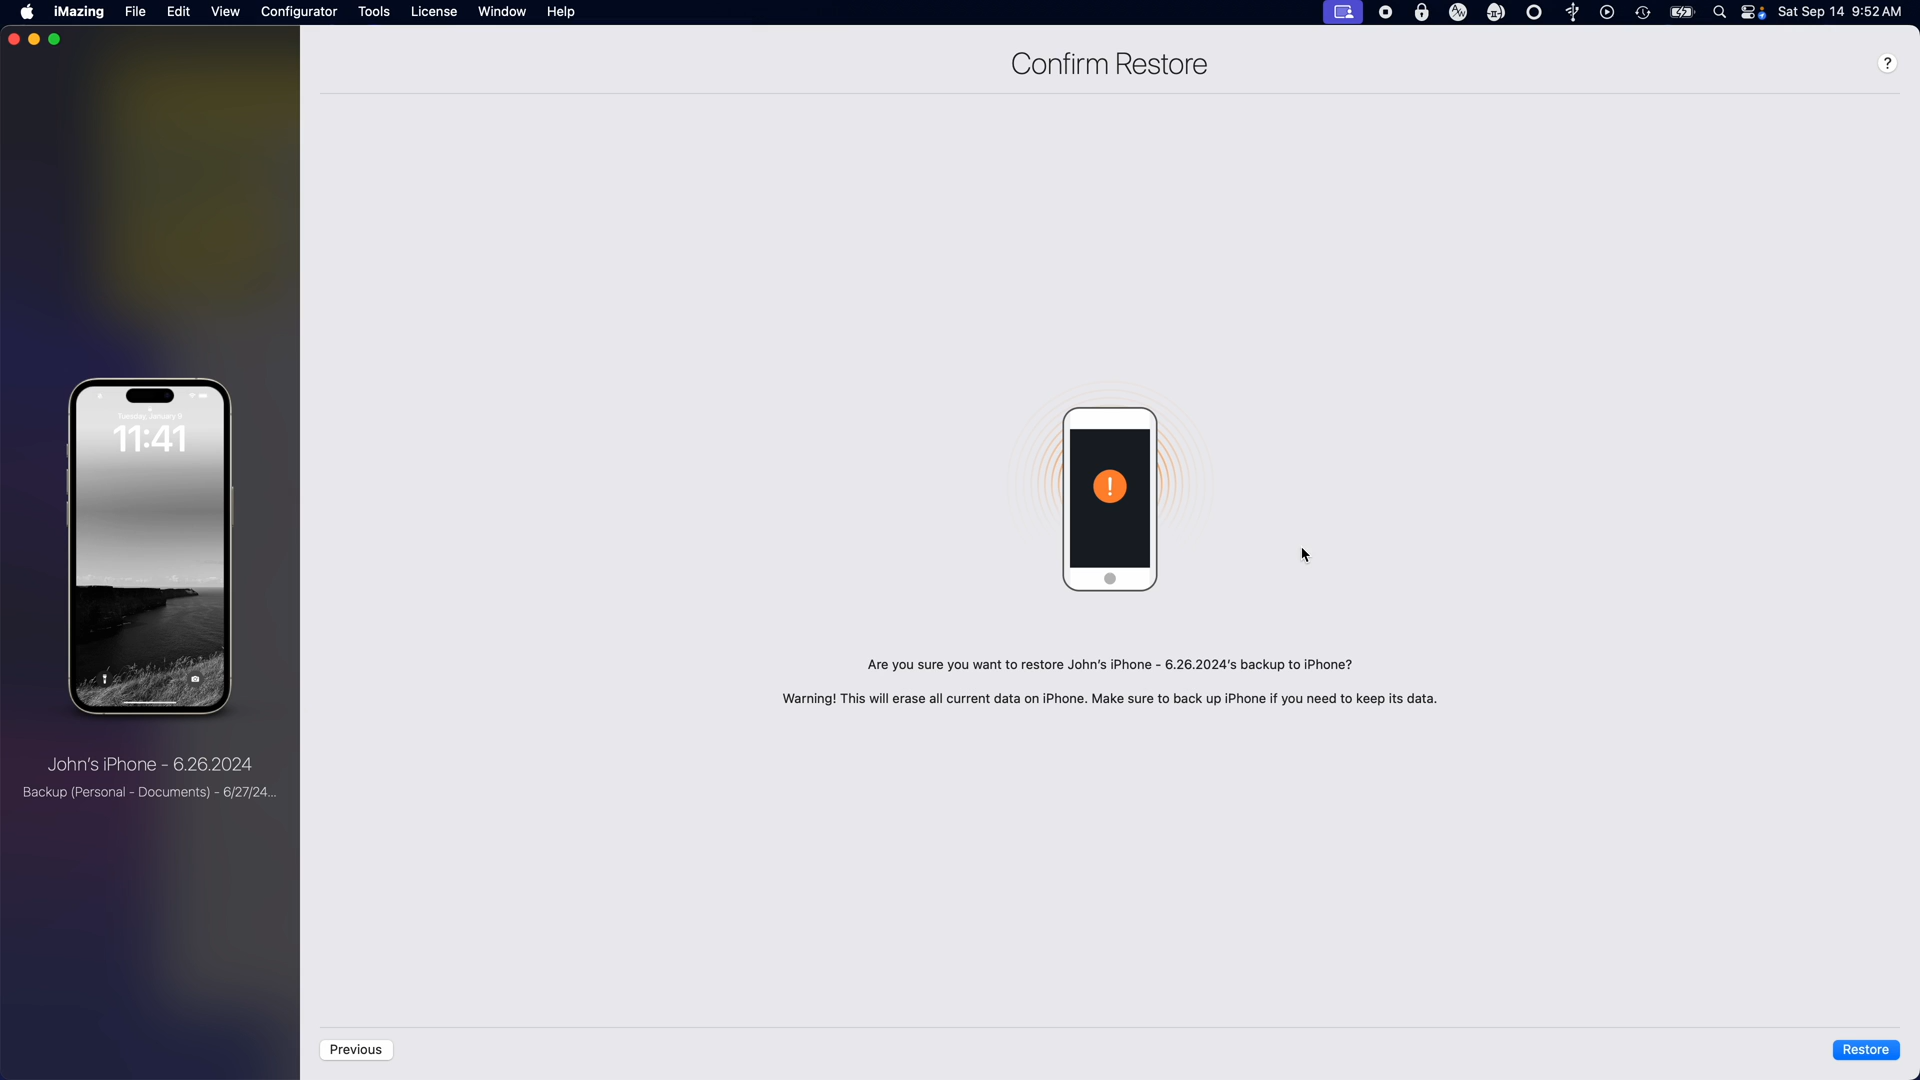 iMazing File Edit View Configurator Tools License Window Help Sat Sep 14 9:52 AM
Confirm Restore
?
Tuesday, January 9
11:41
!
Are you sure you want to restore John's iPhone - 6.26.2024's backup to iPhone?
Warning! This will erase all current data on iPhone. Make sure to back up iPhone if you need to keep its data.
John's iPhone - 6.26.2024
Backup (Personal - Documents) - 6/27/24...
Previous
Restore